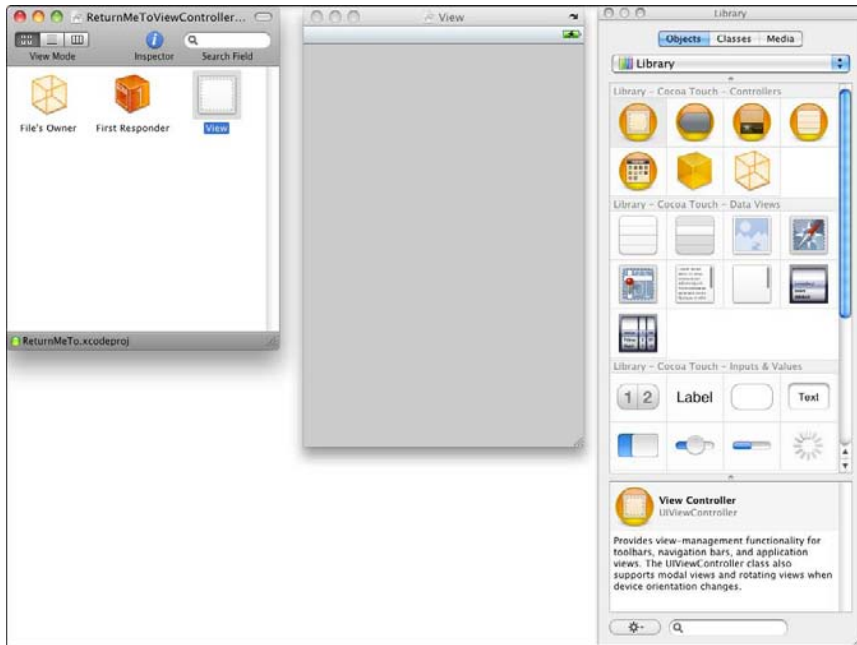 ReturnMeToViewController...
View Mode
Inspector
Search Field
File's Owner
First Responder
View
ReturnMeTo.xcodeproj
View
Library
Objects Classes Media
Library
Library - Cocoa Touch - Controllers
Library - Cocoa Touch - Data Views
Library - Cocoa Touch - Inputs & Values
1 2
Label
Text
View Controller
UIViewController
Provides view-management functionality for
toolbars, navigation bars, and application
views. The UIViewController class also
supports modal views and rotating views when
device orientation changes.